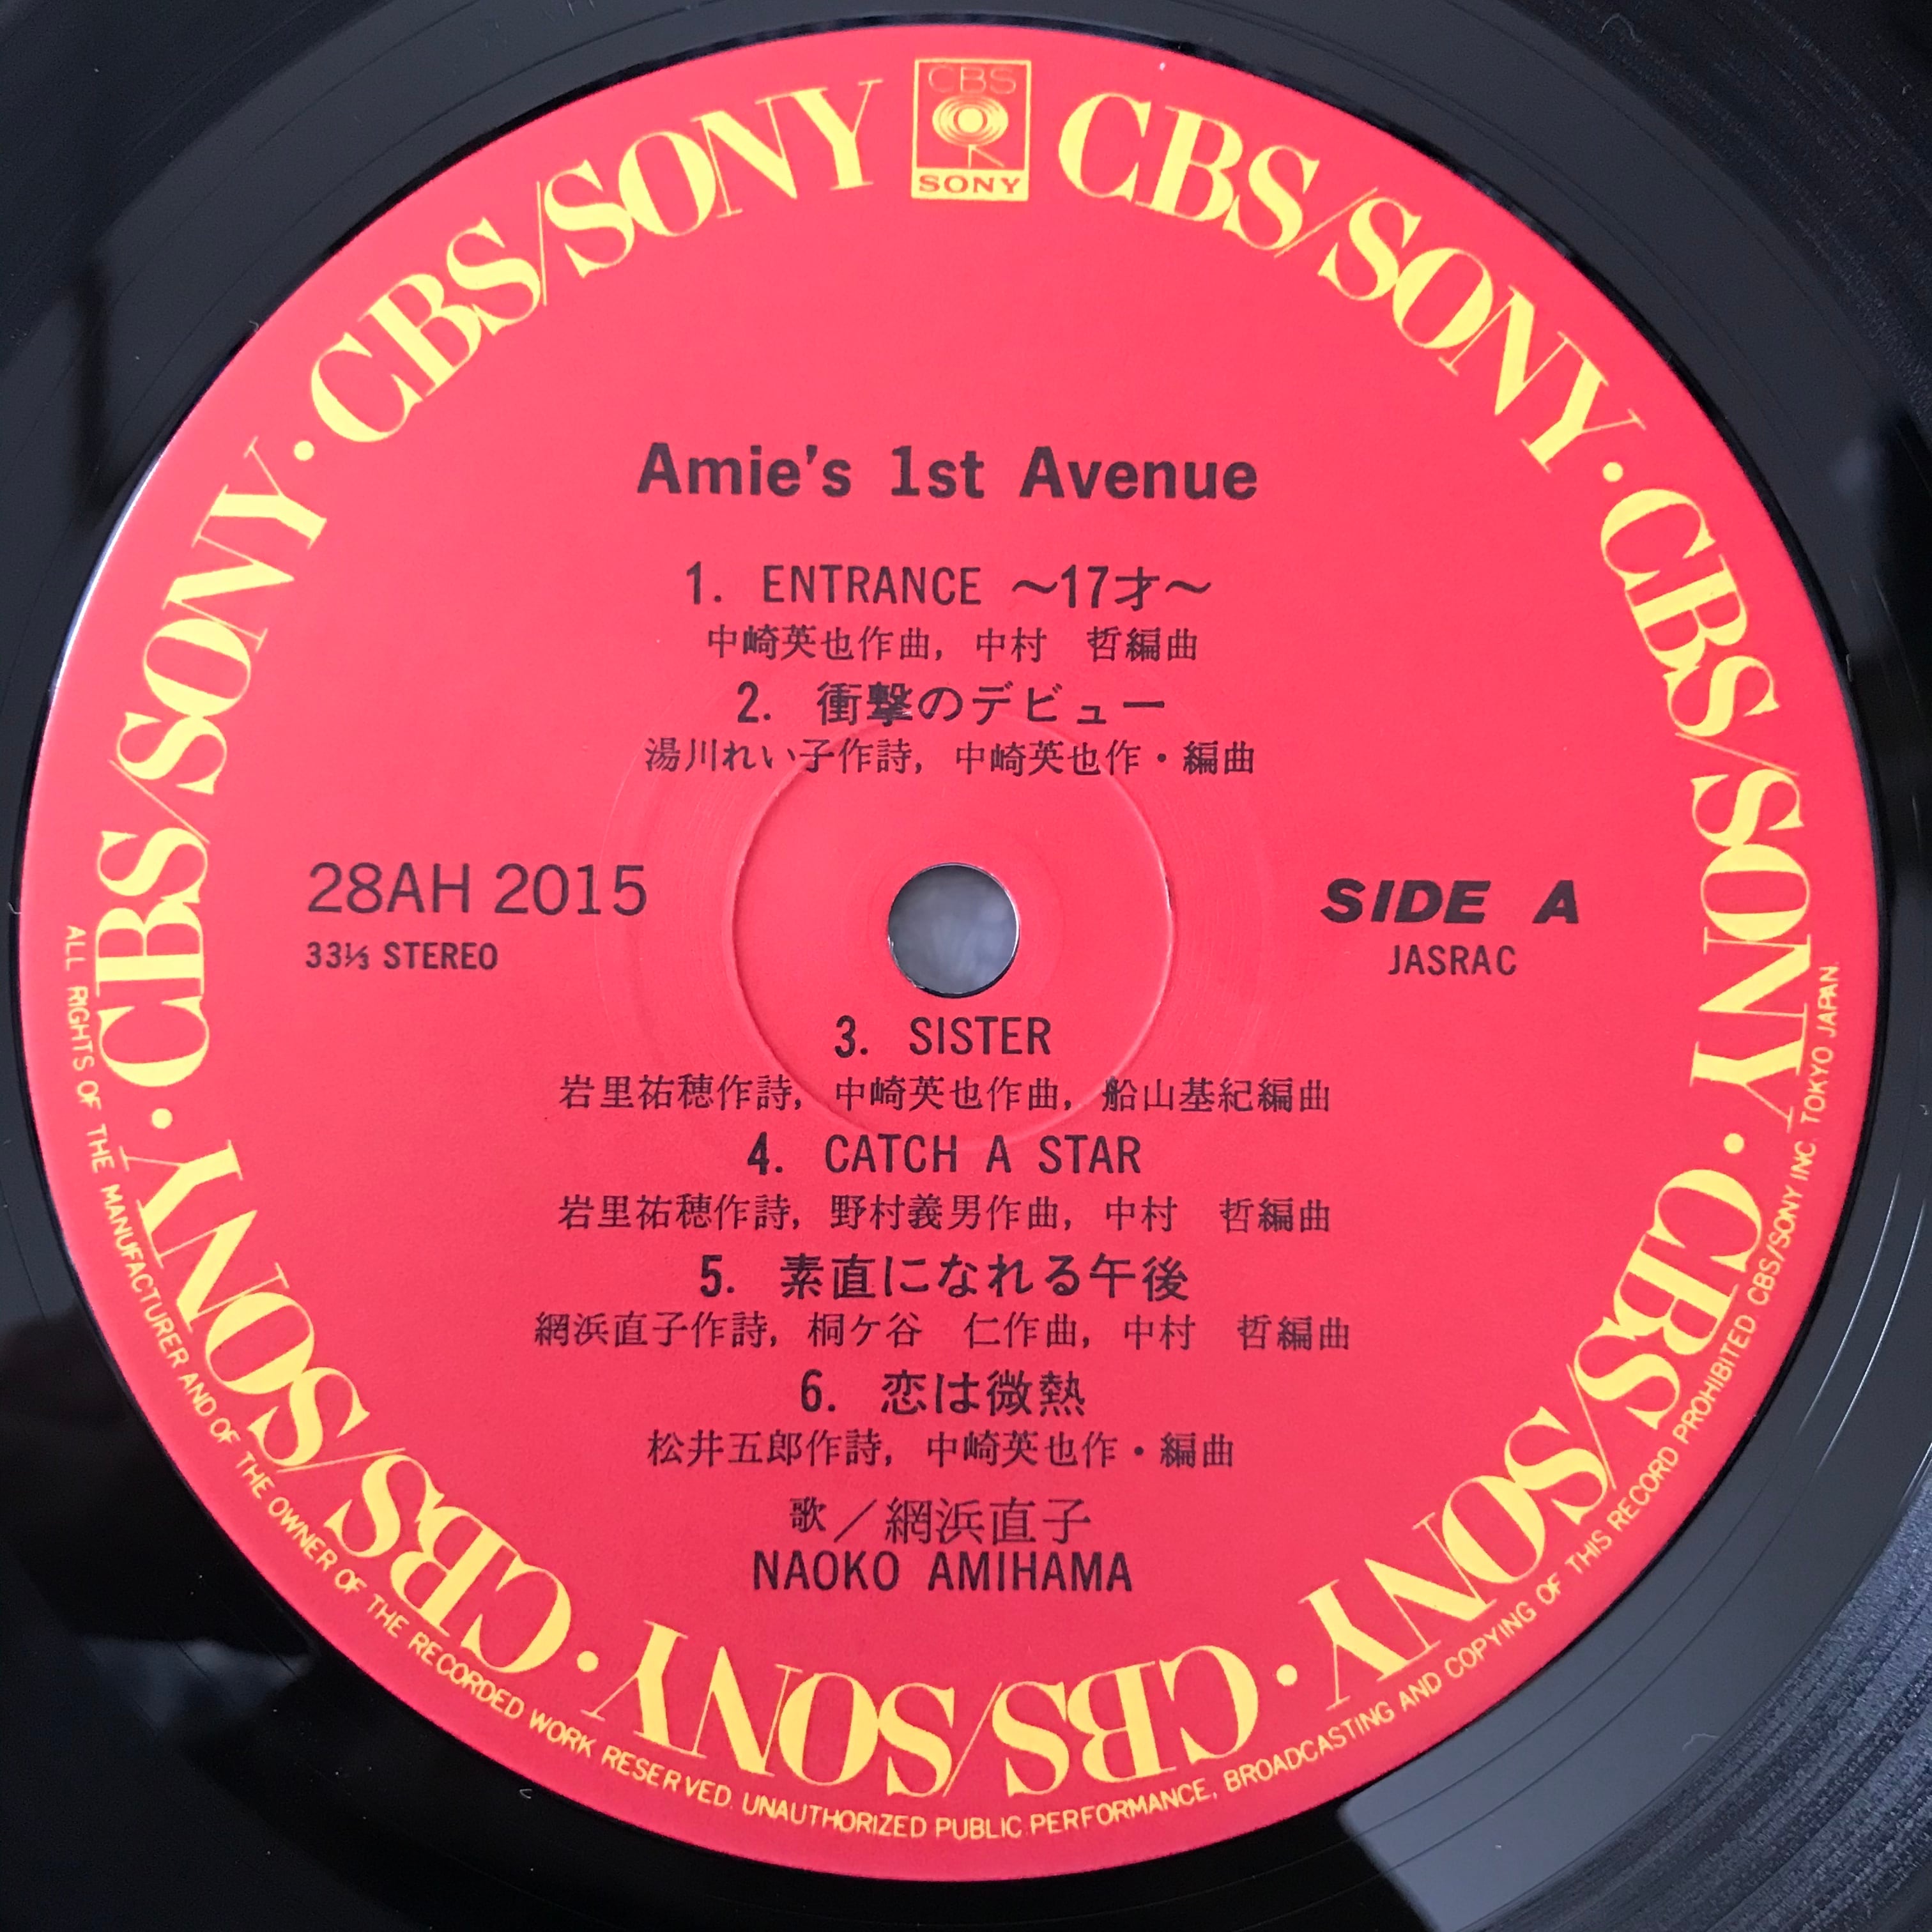 CBS
SONY
CBS/SONY · CBS/SONY · CBS/SONY · CBS/SONY · CBS/SONY · CBS/SONY · CBS/SONY · CBS/SONY
Amie's 1st Avenue
1. ENTRANCE 〜17才〜
中崎英也作曲, 中村 哲編曲
2. 衝撃のデビュー
湯川れい子作詩, 中崎英也作・編曲
28AH 2015
33⅓ STEREO
SIDE A
JASRAC
3. SISTER
岩里祐穂作詩, 中崎英也作曲, 船山基紀編曲
4. CATCH A STAR
岩里祐穂作詩, 野村義男作曲, 中村 哲編曲
5. 素直になれる午後
網浜直子作詩, 桐ケ谷 仁作曲, 中村 哲編曲
6. 恋は微熱
松井五郎作詩, 中崎英也作・編曲
歌／網浜直子
NAOKO AMIHAMA
ALL RIGHTS OF THE MANUFACTURER AND OF THE OWNER OF THE RECORDED WORK RESERVED. UNAUTHORIZED PUBLIC PERFORMANCE, BROADCASTING AND COPYING OF THIS RECORD PROHIBITED CBS/SONY INC. TOKYO JAPAN.